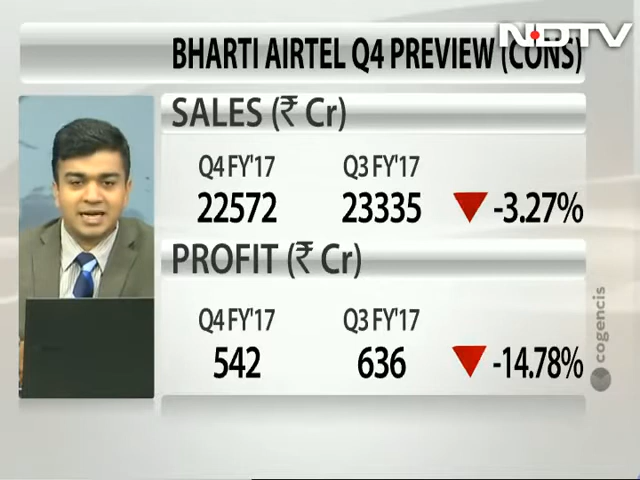 NDTV
BHARTI AIRTEL Q4 PREVIEW (CONS)
SALES (₹ Cr)
Q4 FY'17 Q3 FY'17
22572 23335 -3.27%
PROFIT (₹ Cr)
Q4 FY'17 Q3 FY'17
542 636 -14.78%
cogencis